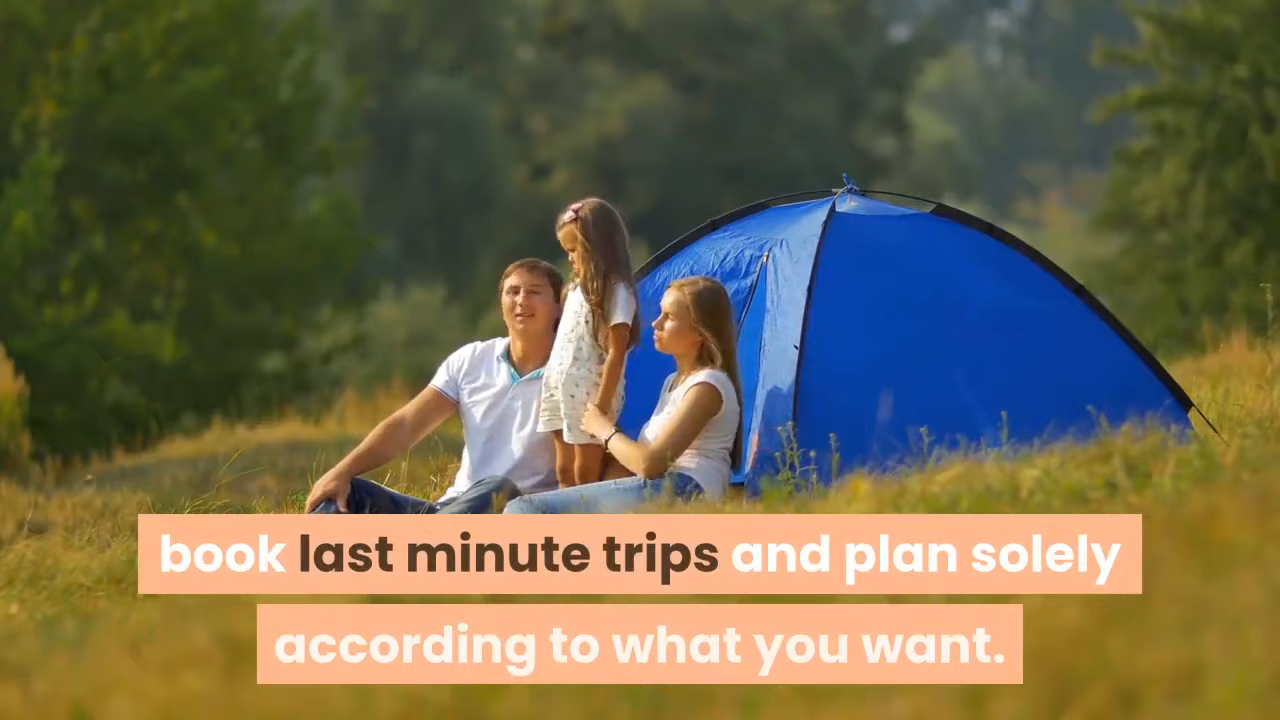 book last minute trips and plan solely
according to what you want.